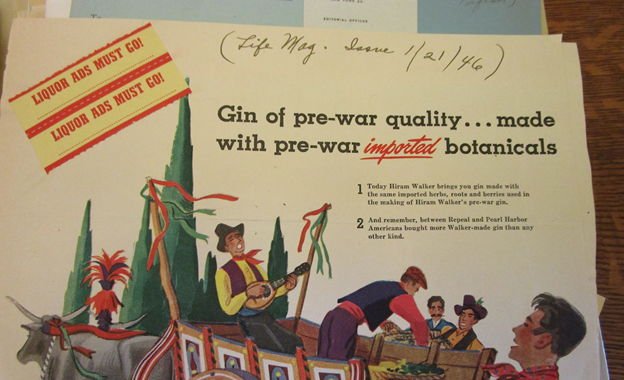 EDITORIAL OFFICES
(Life Mag. Issue 1/21/46)
LIQUOR ADS MUST GO!
LIQUOR ADS MUST GO!
Gin of pre-war quality...made
with pre-war imported botanicals
1 Today Hiram Walker brings you gin made with
the same imported herbs, roots and berries used in
the making of Hiram Walker's pre-war gin.
2 And remember, between Repeal and Pearl Harbor
Americans bought more Walker-made gin than any
other kind.